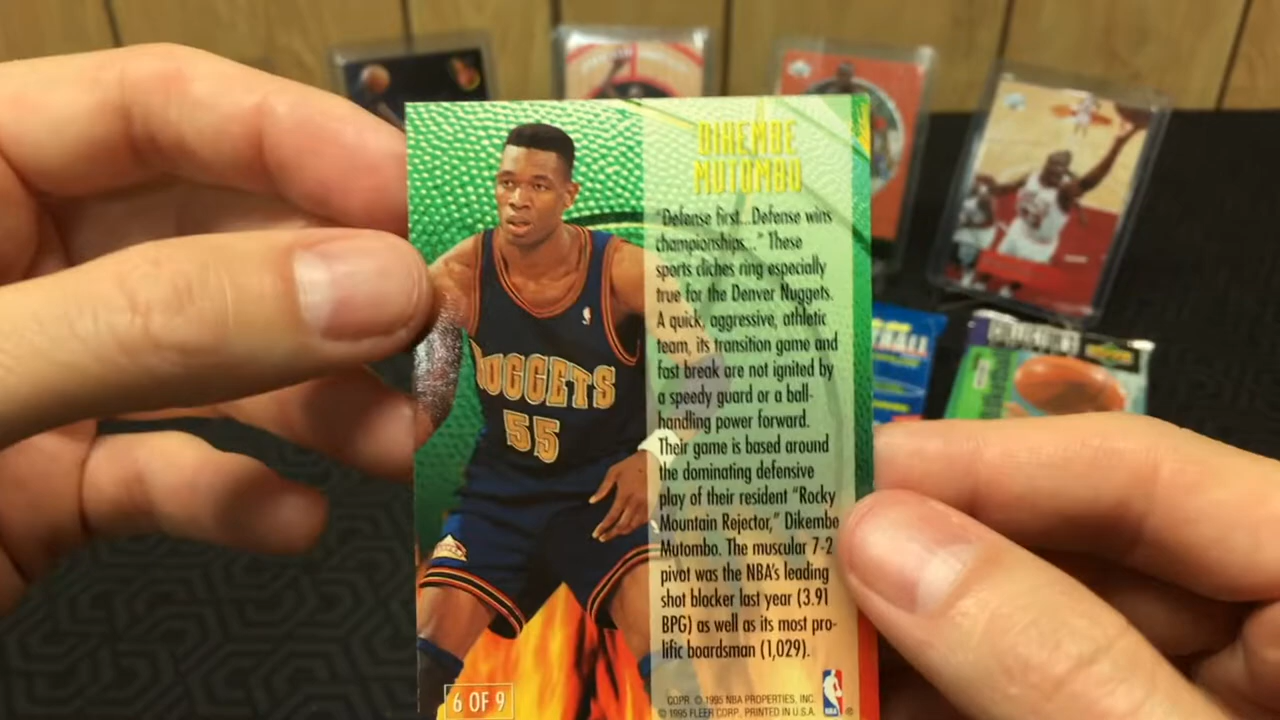 DIKEMBE
MUTOMBO
"Defense first...Defense wins
championships..." These
sports cliches ring especially
true for the Denver Nuggets.
A quick, aggressive, athletic
team, its transition game and
fast break are not ignited by
a speedy guard or a ball-
handling power forward.
Their game is based around
the dominating defensive
play of their resident "Rocky
Mountain Rejector," Dikembe
Mutombo. The muscular 7-2
pivot was the NBA's leading
shot blocker last year (3.91
BPG) as well as its most pro-
lific boardsman (1,029).
NUGGETS
55
6 OF 9
COPR. © 1995 NBA PROPERTIES, INC.
© 1995 FLEER CORP., PRINTED IN U.S.A.
NBA
®